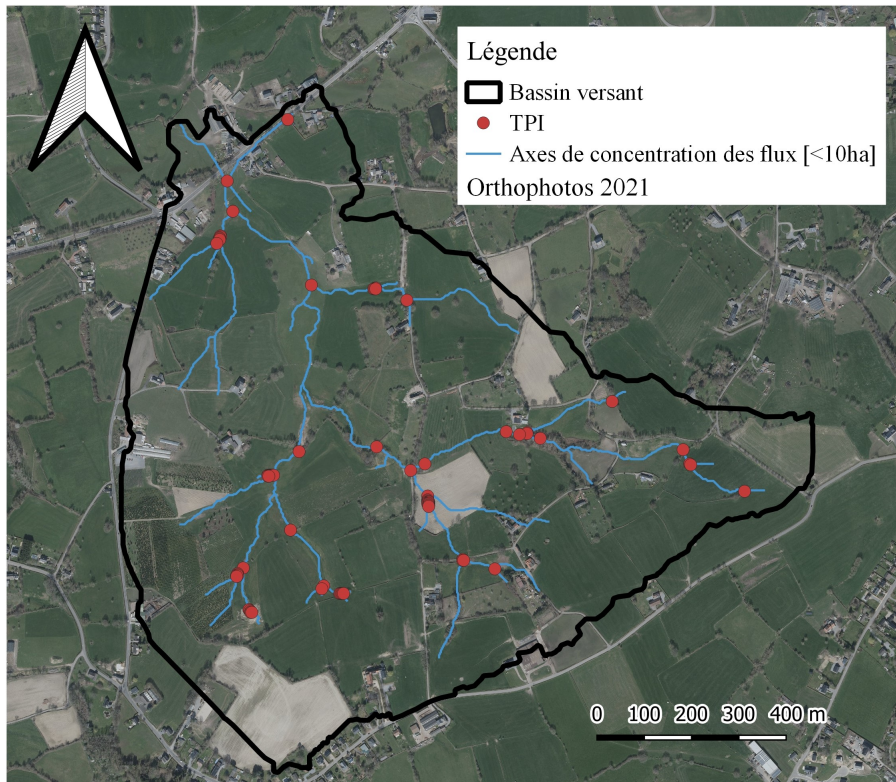 Légende
Bassin versant
TPI
Axes de concentration des flux [<10ha]
Orthophotos 2021
0 100 200 300 400 m